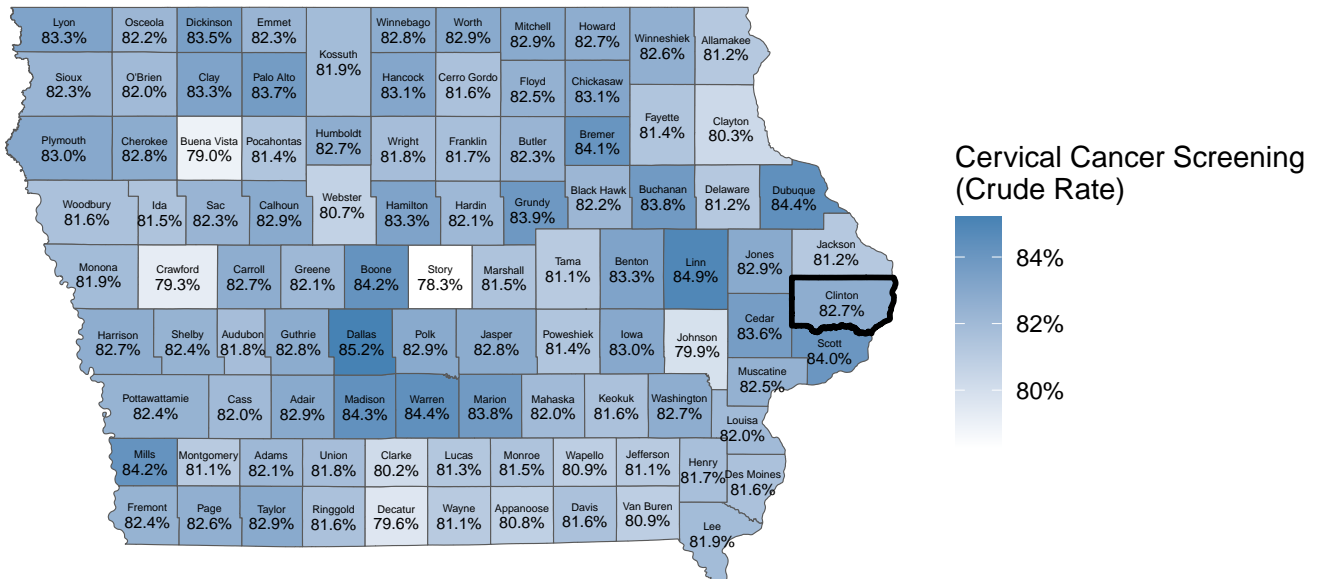 Lyon
83.3%
Osceola
82.2%
Dickinson
83.5%
Emmet
82.3%
Kossuth
81.9%
Winnebago
82.8%
Worth
82.9%
Mitchell
82.9%
Howard
82.7%
Winneshiek
82.6%
Allamakee
81.2%
Sioux
82.3%
O'Brien
82.0%
Clay
83.3%
Palo Alto
83.7%
Hancock
83.1%
Cerro Gordo
81.6%
Floyd
82.5%
Chickasaw
83.1%
Fayette
81.4%
Clayton
80.3%
Plymouth
83.0%
Cherokee
82.8%
Buena Vista
79.0%
Pocahontas
81.4%
Humboldt
82.7%
Wright
81.8%
Franklin
81.7%
Butler
82.3%
Bremer
84.1%
Woodbury
81.6%
Ida
81.5%
Sac
82.3%
Calhoun
82.9%
Webster
80.7%
Hamilton
83.3%
Hardin
82.1%
Grundy
83.9%
Black Hawk
82.2%
Buchanan
83.8%
Delaware
81.2%
Dubuque
84.4%
Monona
81.9%
Crawford
79.3%
Carroll
82.7%
Greene
82.1%
Boone
84.2%
Story
78.3%
Marshall
81.5%
Tama
81.1%
Benton
83.3%
Linn
84.9%
Jones
82.9%
Jackson
81.2%
Clinton
82.7%
Harrison
82.7%
Shelby
82.4%
Audubon
81.8%
Guthrie
82.8%
Dallas
85.2%
Polk
82.9%
Jasper
82.8%
Poweshiek
81.4%
Iowa
83.0%
Johnson
79.9%
Cedar
83.6%
Scott
84.0%
Muscatine
82.5%
Pottawattamie
82.4%
Cass
82.0%
Adair
82.9%
Madison
84.3%
Warren
84.4%
Marion
83.8%
Mahaska
82.0%
Keokuk
81.6%
Washington
82.7%
Louisa
82.0%
Mills
84.2%
Montgomery
81.1%
Adams
82.1%
Union
81.8%
Clarke
80.2%
Lucas
81.3%
Monroe
81.5%
Wapello
80.9%
Jefferson
81.1%
Henry
81.7%
Des Moines
81.6%
Fremont
82.4%
Page
82.6%
Taylor
82.9%
Ringgold
81.6%
Decatur
79.6%
Wayne
81.1%
Appanoose
80.8%
Davis
81.6%
Van Buren
80.9%
Lee
81.9%
Cervical Cancer Screening
(Crude Rate)
84%
82%
80%